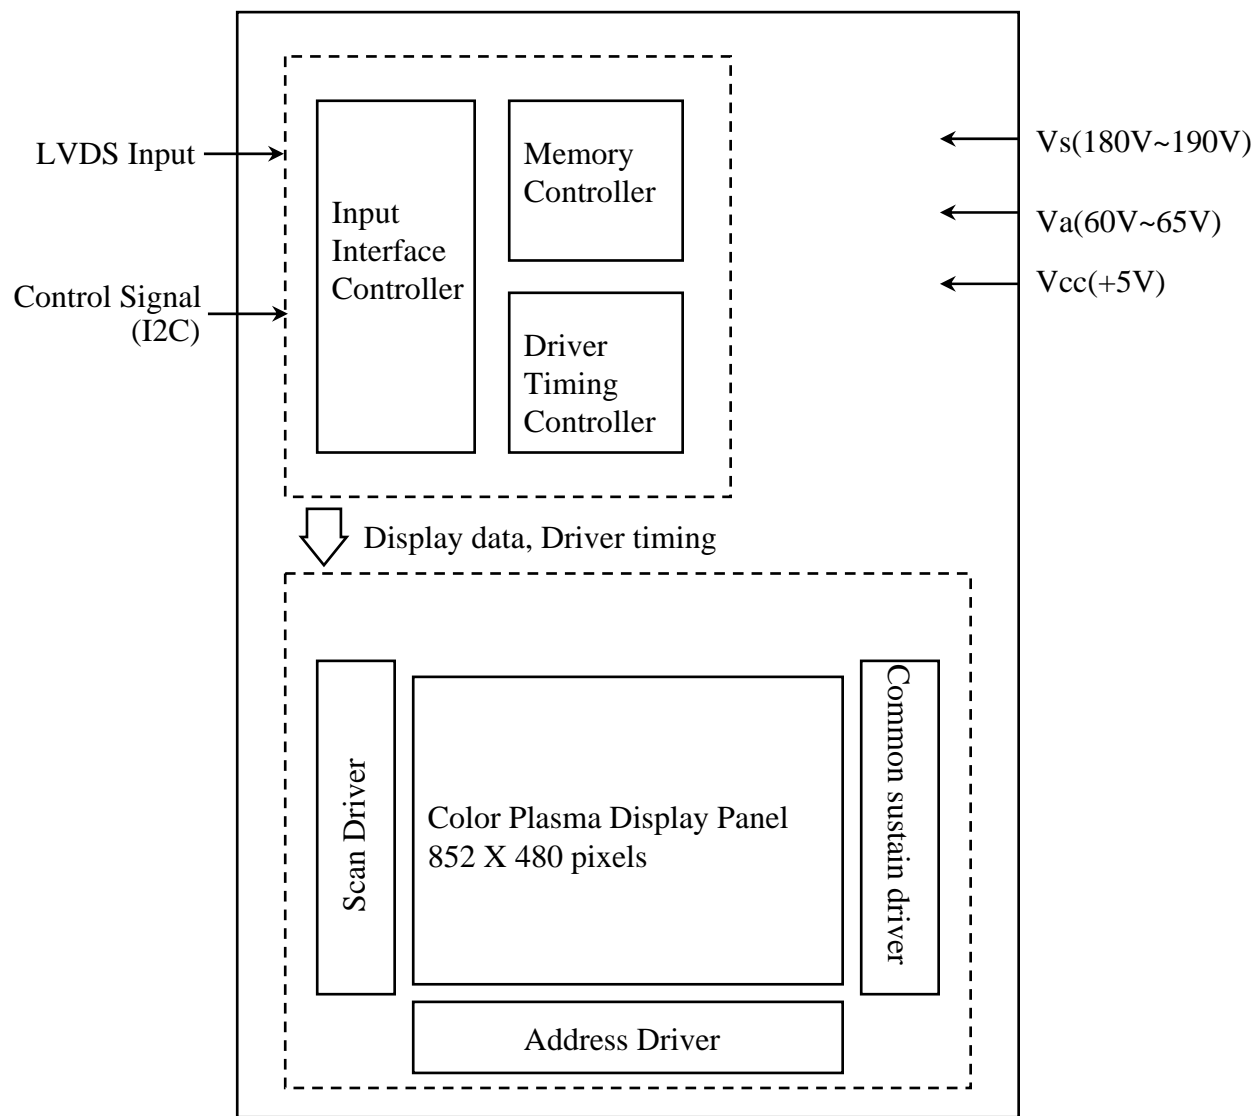 LVDS Input
Control Signal
(I2C)
Input
Interface
Controller
Memory
Controller
Driver
Timing
Controller
Vs(180V~190V)
Va(60V~65V)
Vcc(+5V)
Display data, Driver timing
Scan Driver
Color Plasma Display Panel
852 X 480 pixels
Common sustain driver
Address Driver